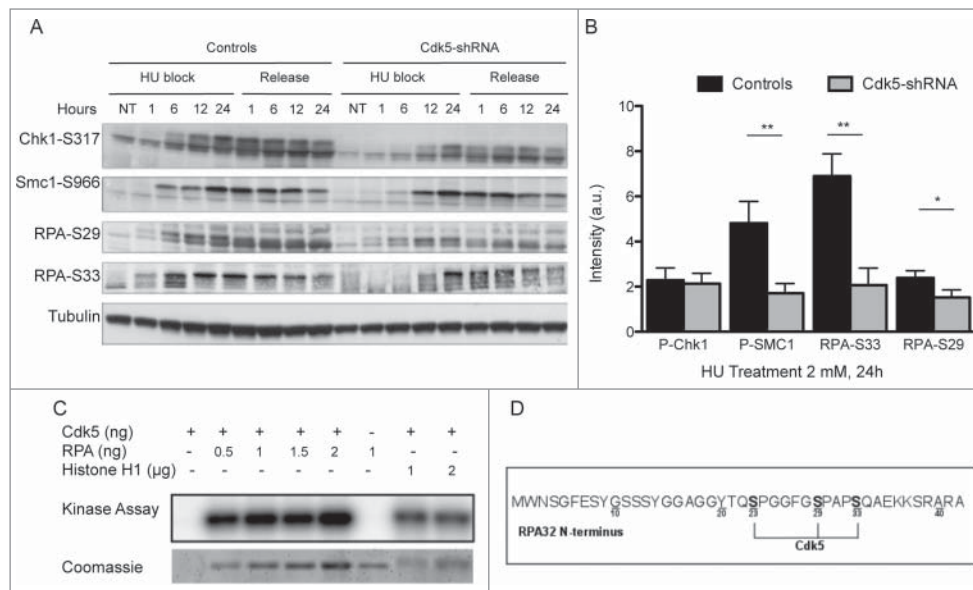 A
Controls
Cdk5-shRNA
HU block
Release
HU block
Release
Hours NT 1 6 12 24 1 6 12 24 NT 1 6 12 24 1 6 12 24
Chk1-S317
Smc1-S966
RPA-S29
RPA-S33
Tubulin
B
Controls
Cdk5-shRNA
10
8
6
4
2
0
Intensity (a.u.)
**
**
*
P-Chk1 P-SMC1 RPA-S33 RPA-S29
HU Treatment 2 mM, 24h
C
Cdk5 (ng) + + + + + - + +
RPA (ng) - 0.5 1 1.5 2 1 - -
Histone H1 (µg) - - - - - - 1 2
Kinase Assay
Coomassie
D
MWNSGFESYGSSSYGGAGGYTQSPGGFGSPAPSQAEKKSRARA
10 20 23 29 33 40
RPA32 N-terminus
Cdk5